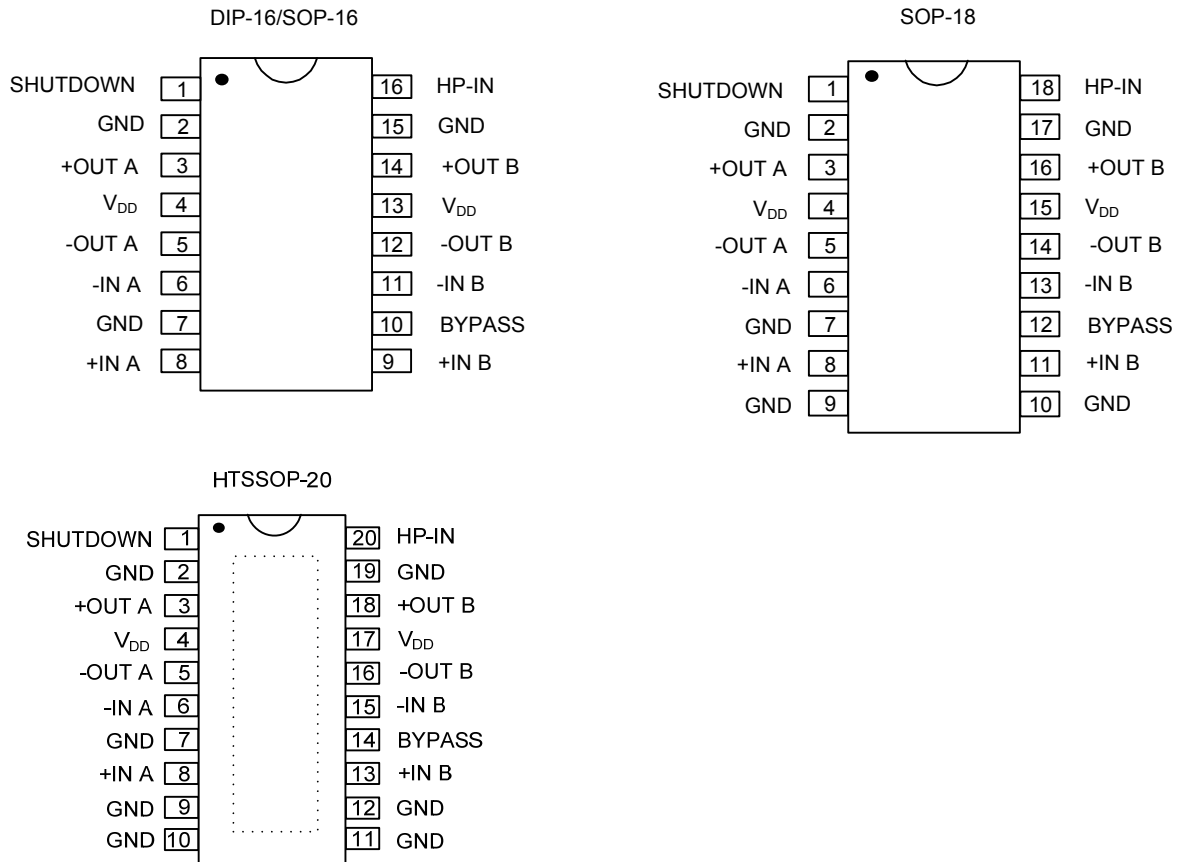 DIP-16/SOP-16
SHUTDOWN 1 16 HP-IN
GND 2 15 GND
+OUT A 3 14 +OUT B
VDD 4 13 VDD
-OUT A 5 12 -OUT B
-IN A 6 11 -IN B
GND 7 10 BYPASS
+IN A 8 9 +IN B
SOP-18
SHUTDOWN 1 18 HP-IN
GND 2 17 GND
+OUT A 3 16 +OUT B
VDD 4 15 VDD
-OUT A 5 14 -OUT B
-IN A 6 13 -IN B
GND 7 12 BYPASS
+IN A 8 11 +IN B
GND 9 10 GND
HTSSOP-20
SHUTDOWN 1 20 HP-IN
GND 2 19 GND
+OUT A 3 18 +OUT B
VDD 4 17 VDD
-OUT A 5 16 -OUT B
-IN A 6 15 -IN B
GND 7 14 BYPASS
+IN A 8 13 +IN B
GND 9 12 GND
GND 10 11 GND